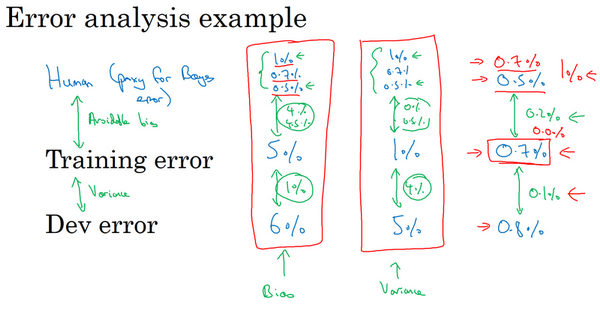 Error analysis example
Human (proxy for Bayes
error)
Avoidable bias
Training error
Variance
Dev error
1%
0.7%
0.5%
4%
4.5%
5%
1%
6%
Bias
1%
0.7%
0.5%
0%
0.5%
1%
4%
5%
Variance
0.7%
0.5% 1%
0.2%
0.0%
0.7%
0.1%
0.8%